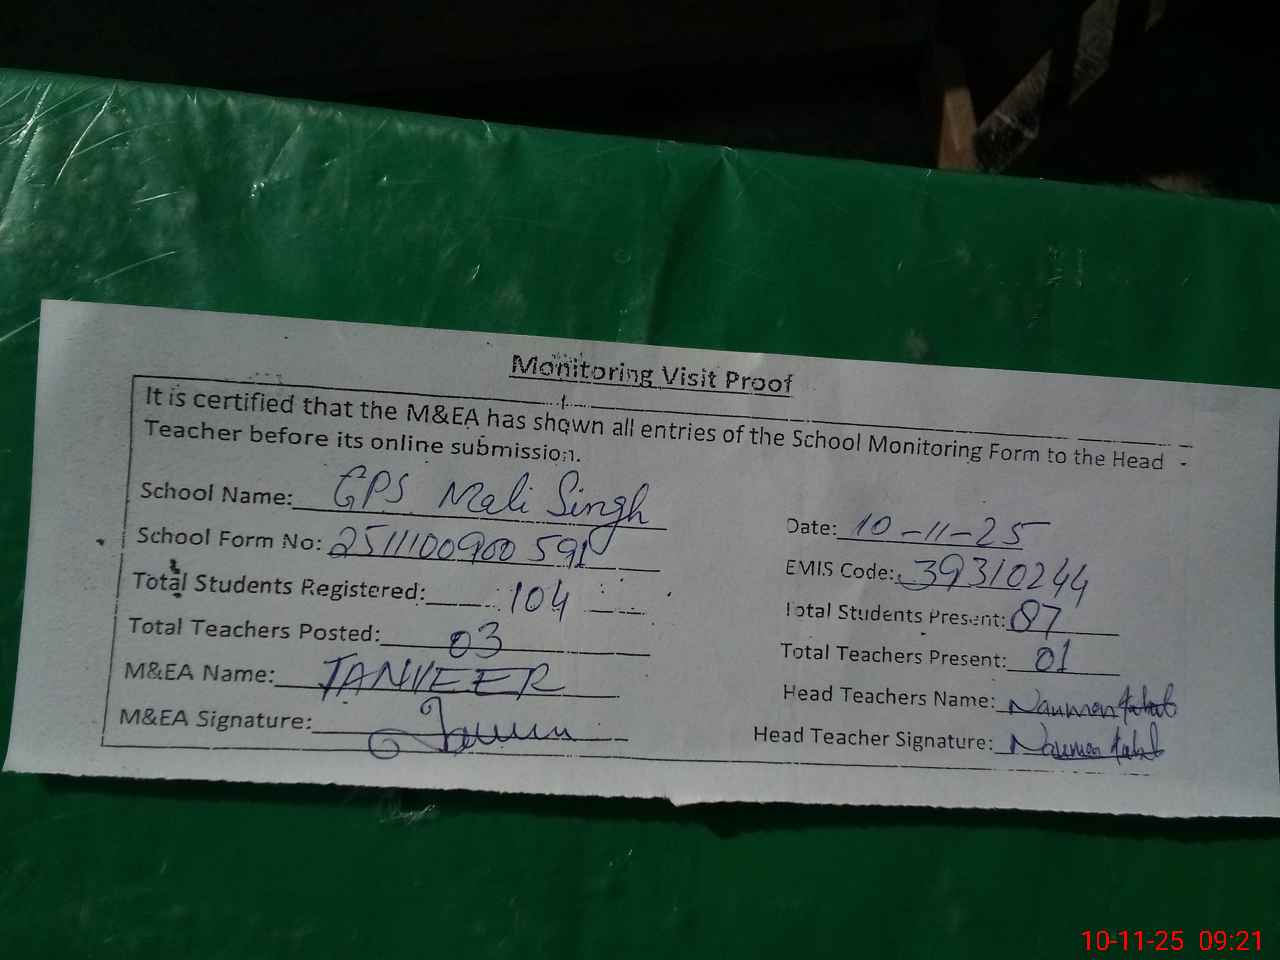 Monitoring Visit Proof
It is certified that the M&EA has shown all entries of the School Monitoring Form to the Head
Teacher before its online submission.
School Name: GPS Mali Singh
Date: 10-11-25
School Form No: 2511100900591
EMIS Code: 39310244
Total Students Registered: 104
Total Students Present: 87
Total Teachers Posted: 03
Total Teachers Present: 01
M&EA Name: TANVEER
Head Teachers Name: Nauman
M&EA Signature:
Head Teacher Signature: Nauman
10-11-25 09:21